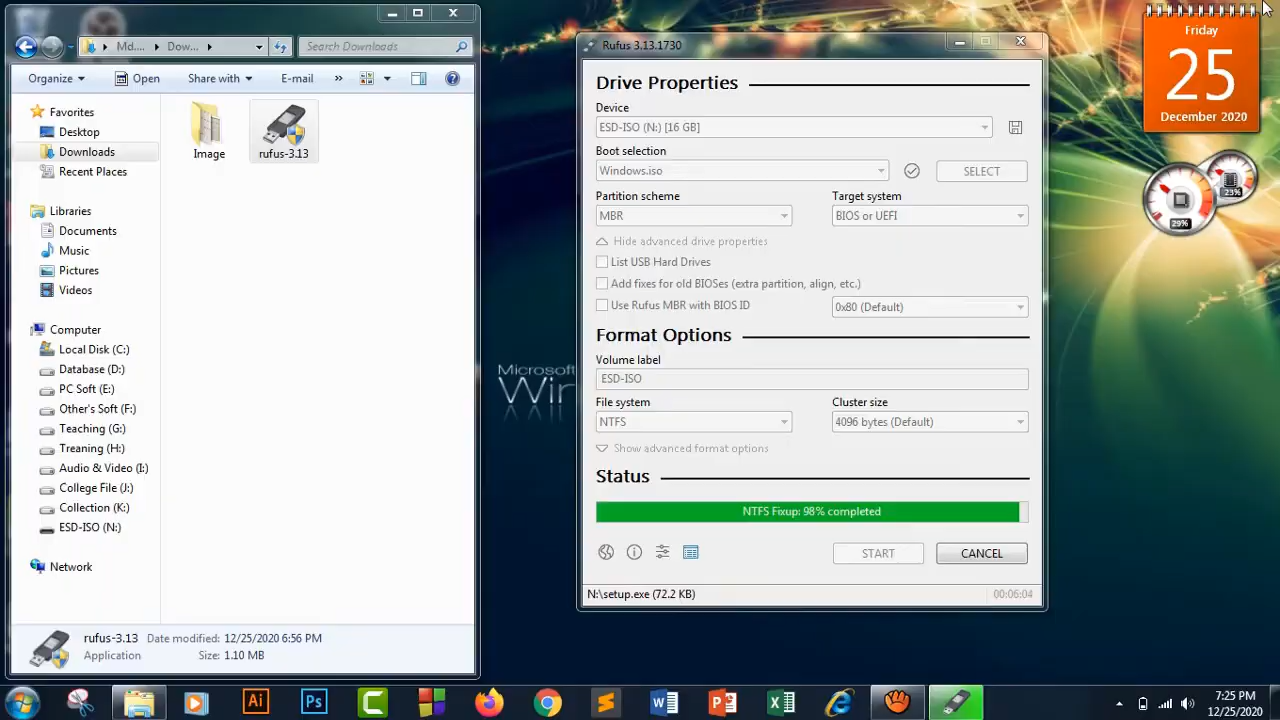 Md....
Dow...
Search Downloads
Organize
Open
Share with
E-mail
»
Favorites
Desktop
Downloads
Recent Places
Libraries
Documents
Music
Pictures
Videos
Computer
Local Disk (C:)
Database (D:)
PC Soft (E:)
Other's Soft (F:)
Teaching (G:)
Treaning (H:)
Audio & Video (I:)
College File (J:)
Collection (K:)
ESD-ISO (N:)
Network
Image
rufus-3.13
rufus-3.13 Date modified: 12/25/2020 6:56 PM
Application Size: 1.10 MB
Microsoft
Win
Rufus 3.13.1730
Drive Properties
Device
ESD-ISO (N:) [16 GB]
Boot selection
Windows.iso
SELECT
Partition scheme
Target system
MBR
BIOS or UEFI
Hide advanced drive properties
List USB Hard Drives
Add fixes for old BIOSes (extra partition, align, etc.)
Use Rufus MBR with BIOS ID
0x80 (Default)
Format Options
Volume label
ESD-ISO
File system
Cluster size
NTFS
4096 bytes (Default)
Show advanced format options
Status
NTFS Fixup: 98% completed
START
CANCEL
N:\setup.exe (72.2 KB)
00:06:04
Friday
25
December 2020
23%
29%
Ai
Ps
7:25 PM
12/25/2020